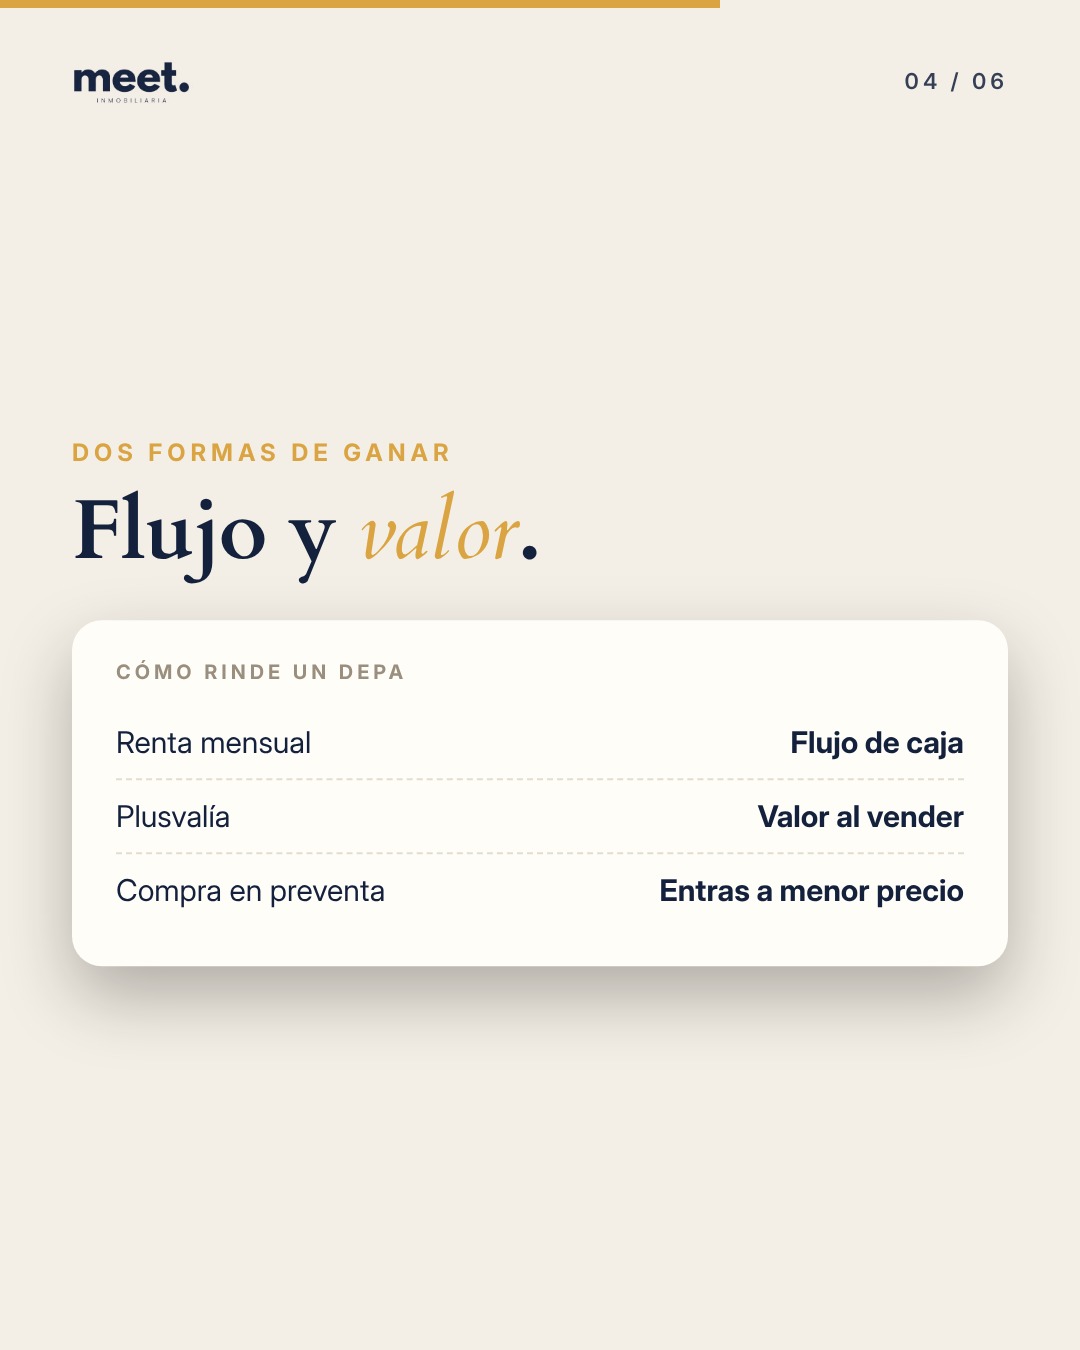 meet.
INMOBILIARIA
04 / 06
DOS FORMAS DE GANAR
Flujo y valor.
CÓMO RINDE UN DEPA
Renta mensual Flujo de caja
Plusvalía Valor al vender
Compra en preventa Entras a menor precio